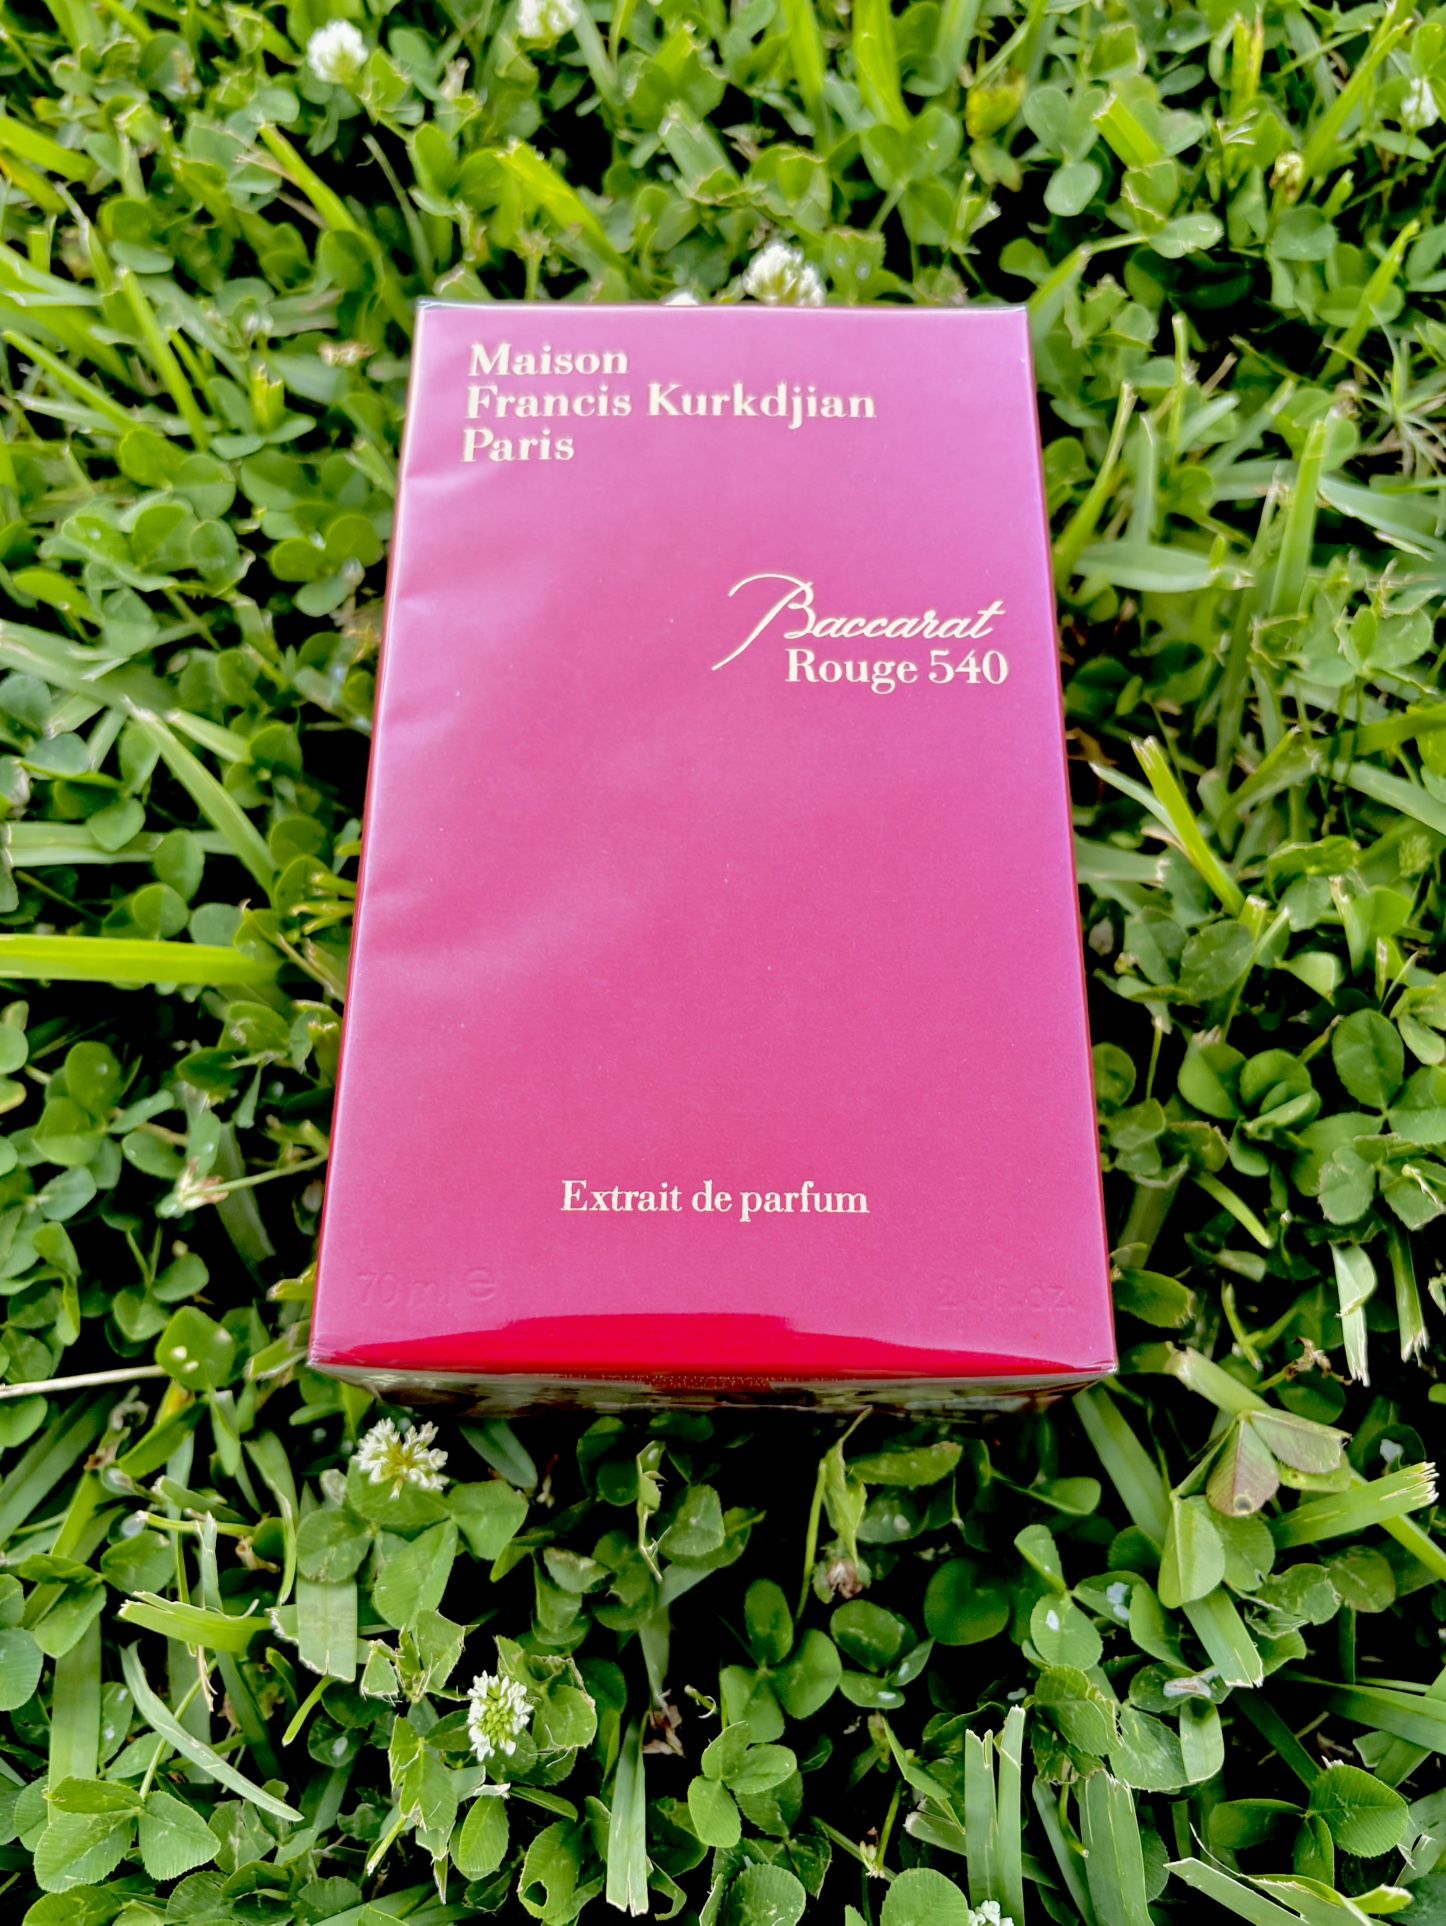 Maison
Francis Kurkdjian
Paris
Baccarat
Rouge 540
Extrait de parfum
70 ml ℮ 2.4 fl.oz.